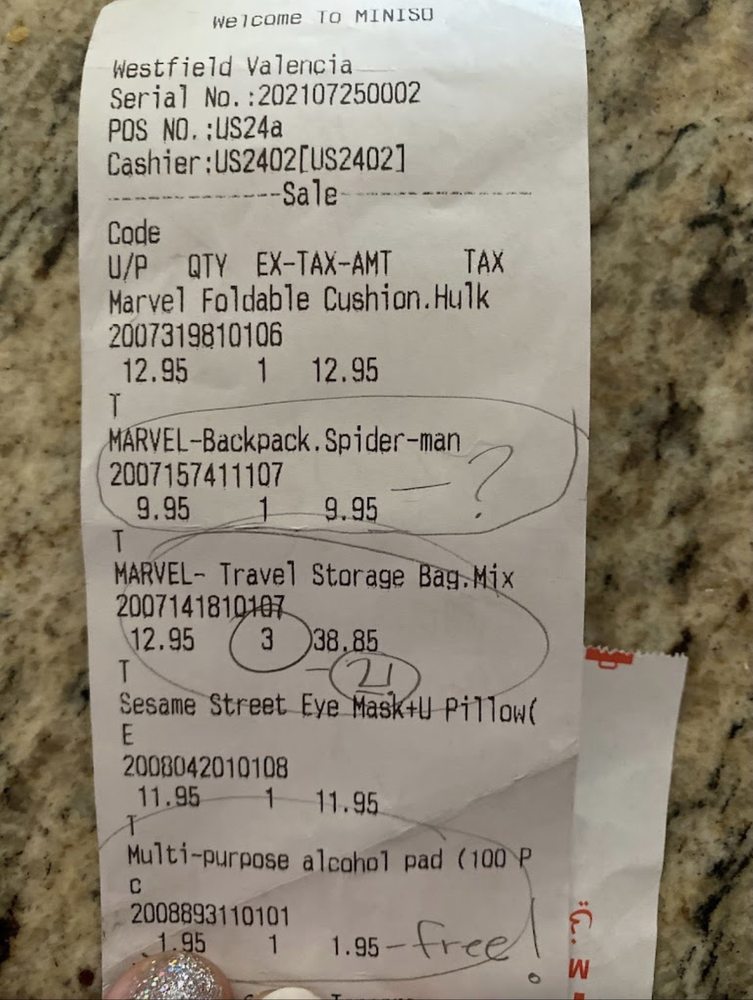 Welcome To MINISO
Westfield Valencia
Serial No.:202107250002
POS NO.:US24a
Cashier:US2402[US2402]
-------------Sale---------------
Code
U/P QTY EX-TAX-AMT TAX
Marvel Foldable Cushion.Hulk
2007319810106
12.95 1 12.95
T
MARVEL-Backpack.Spider-man
2007157411107
9.95 1 9.95 — ?
T
MARVEL- Travel Storage Bag.Mix
2007141810107
12.95 3 38.85
T
Sesame Street Eye Mask+U Pillow(
E
2008042010108
11.95 1 11.95
T
Multi-purpose alcohol pad (100 P
C
2008893110101
1.95 1 1.95 - free!